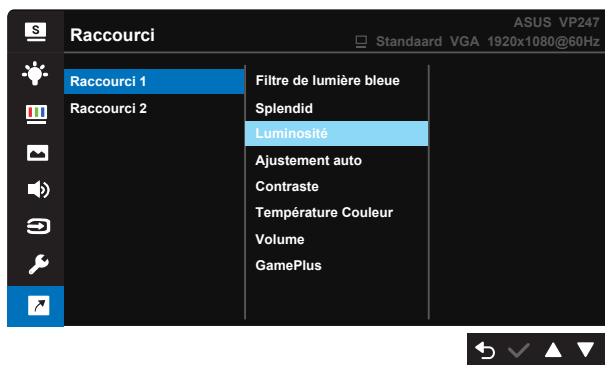 S
Raccourci
ASUS VP247
Standaard VGA 1920x1080@60Hz
Raccourci 1
Raccourci 2
Filtre de lumière bleue
Splendid
Luminosité
Ajustement auto
Contraste
Température Couleur
Volume
GamePlus